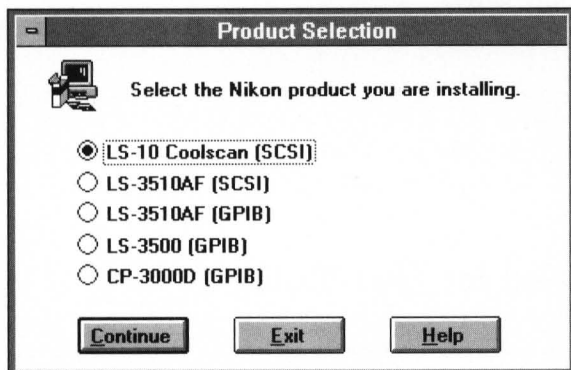 Product Selection
Select the Nikon product you are installing.
LS-10 Coolscan (SCSI)
LS-3510AF (SCSI)
LS-3510AF (GPIB)
LS-3500 (GPIB)
CP-3000D (GPIB)
Continue Exit Help